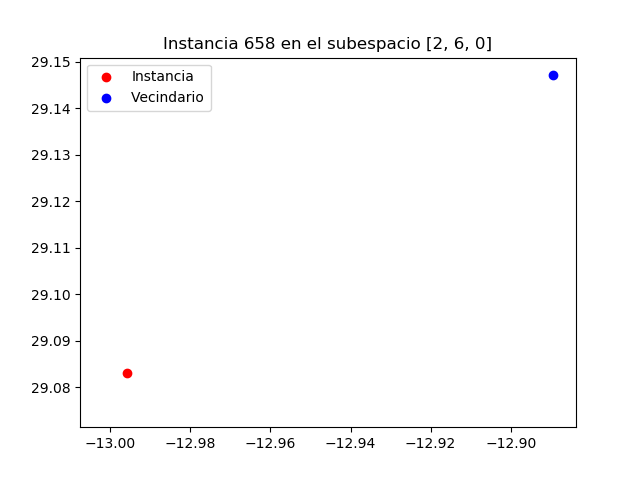 Instancia 658 en el subespacio [2, 6, 0]
Instancia
Vecindario
29.15
29.14
29.13
29.12
29.11
29.10
29.09
29.08
−13.00 −12.98 −12.96 −12.94 −12.92 −12.90